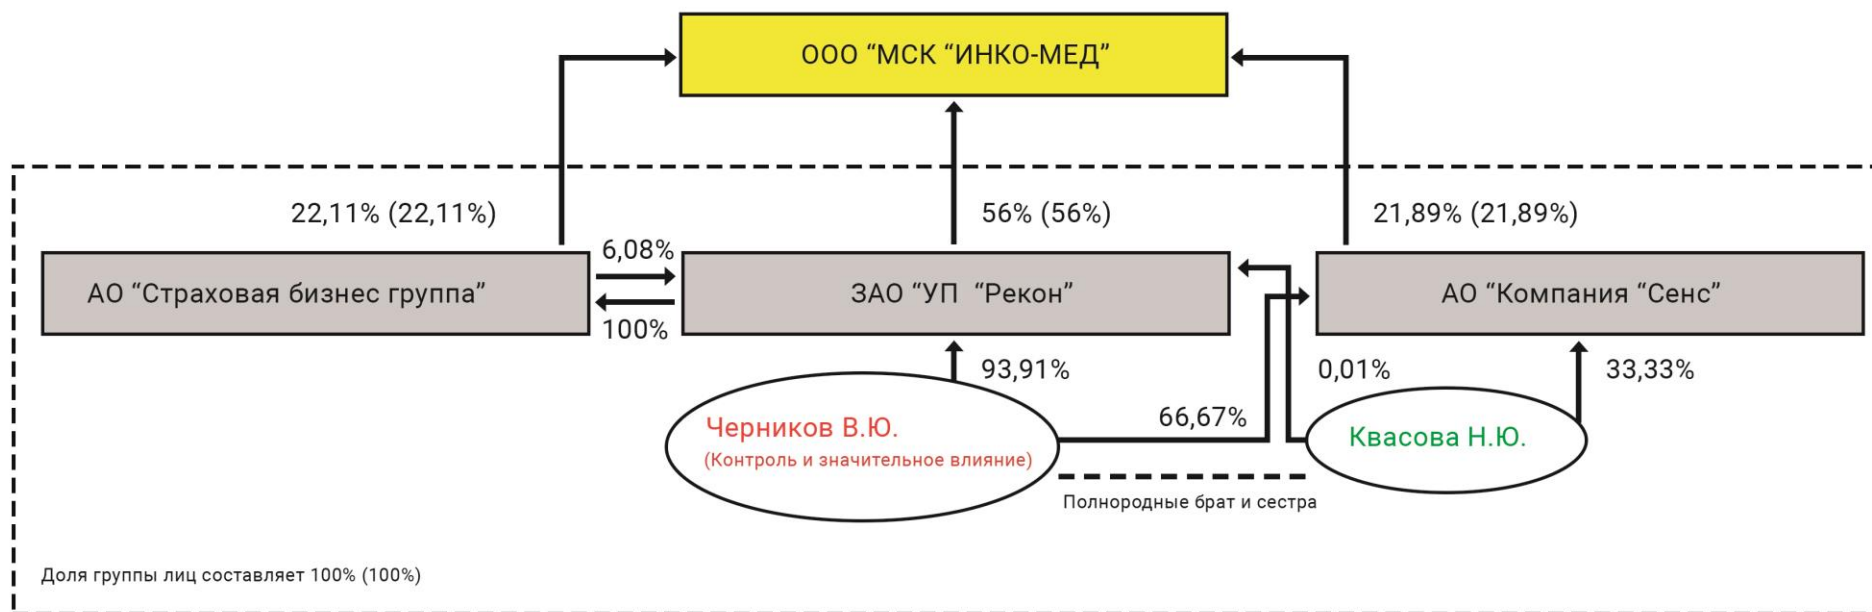 ООО “МСК “ИНКО-МЕД”
22,11% (22,11%)
56% (56%)
21,89% (21,89%)
6,08%
АО “Страховая бизнес группа”
ЗАО “УП “Рекон”
АО “Компания “Сенс”
100%
93,91%
0,01%
33,33%
66,67%
Черников В.Ю.
(Контроль и значительное влияние)
Квасова Н.Ю.
Полнородные брат и сестра
Доля группы лиц составляет 100% (100%)